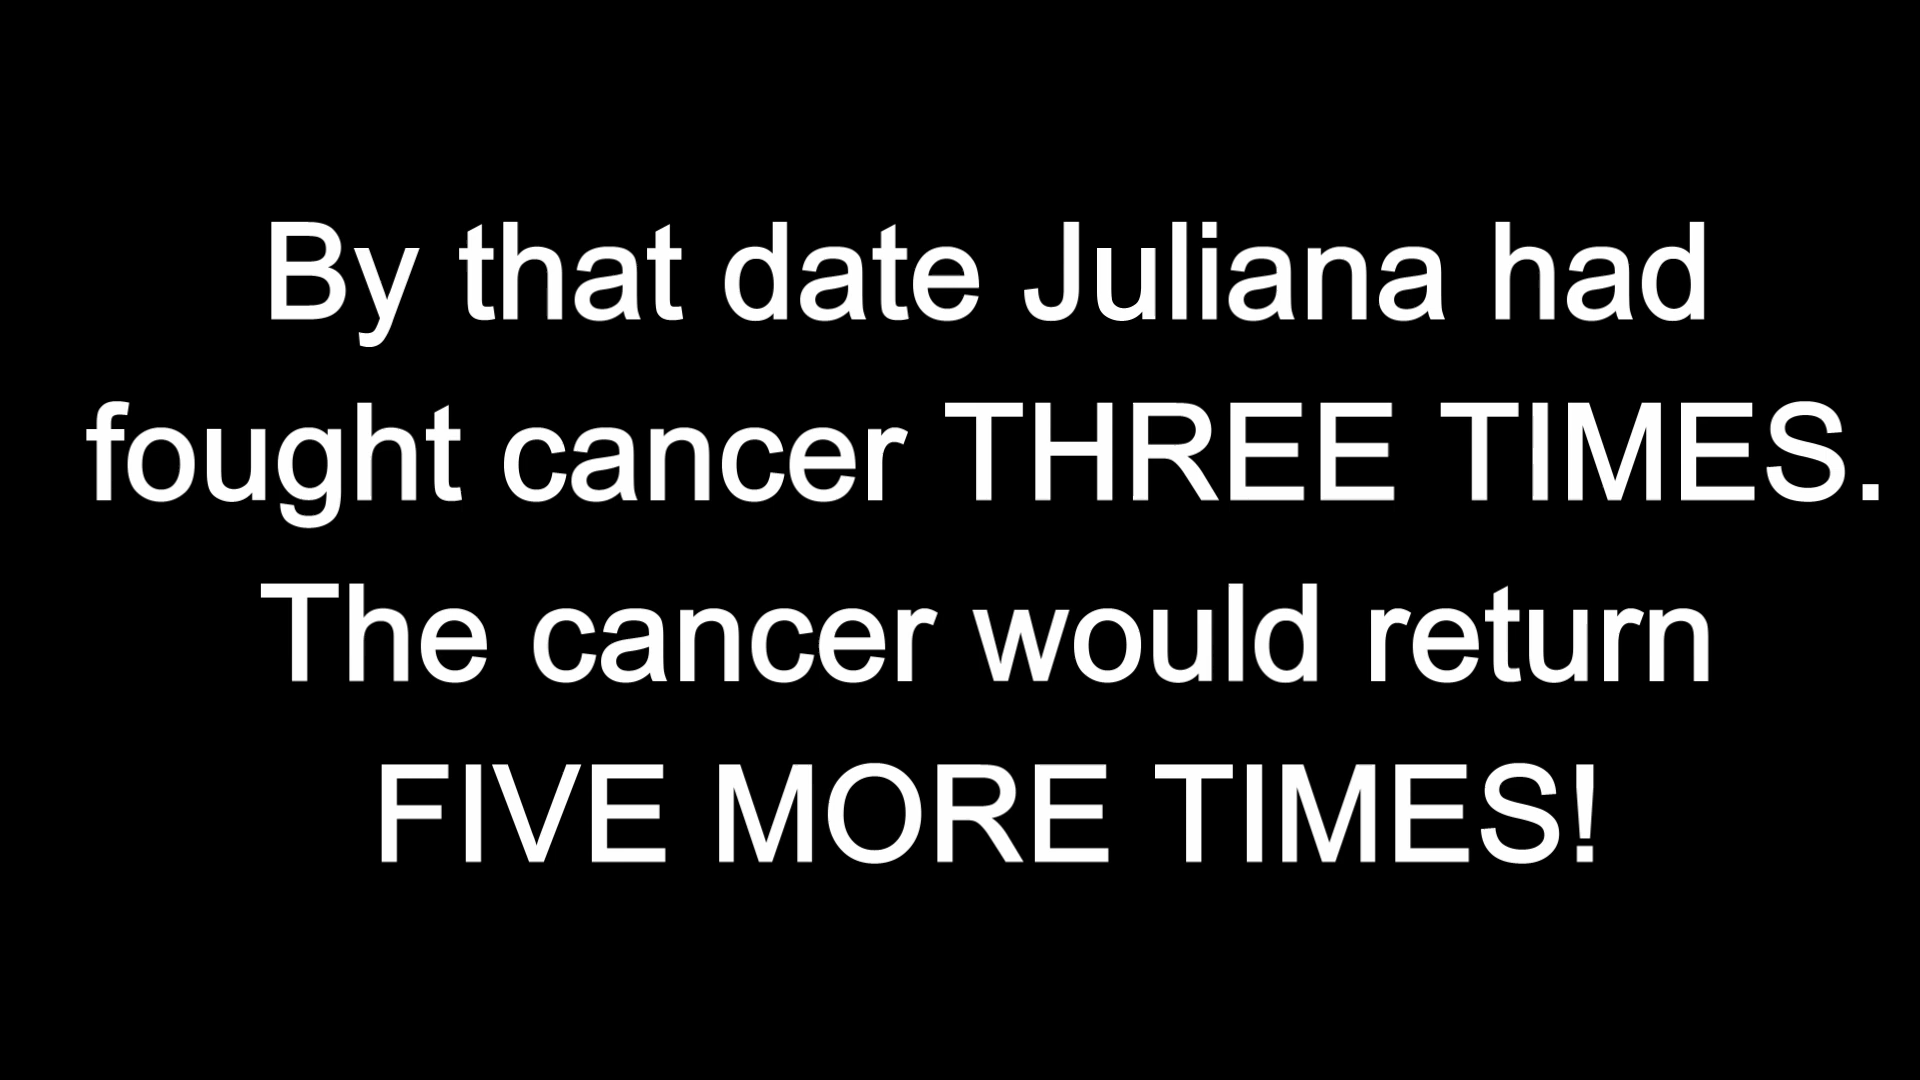 By that date Juliana had
fought cancer THREE TIMES.
The cancer would return
FIVE MORE TIMES!